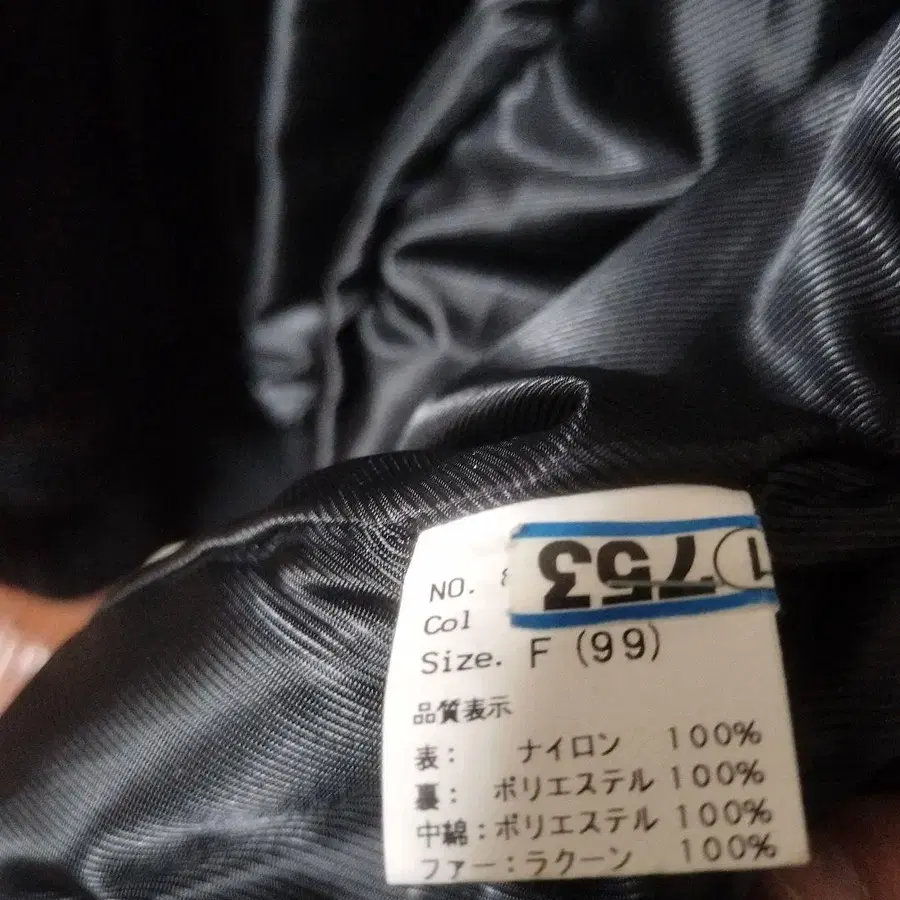 NO.
753 1
Col
Size. F (99)
品質表示
表: ナイロン 100%
裏: ポリエステル 100%
中綿:ポリエステル 100%
ファー:ラクーン 100%